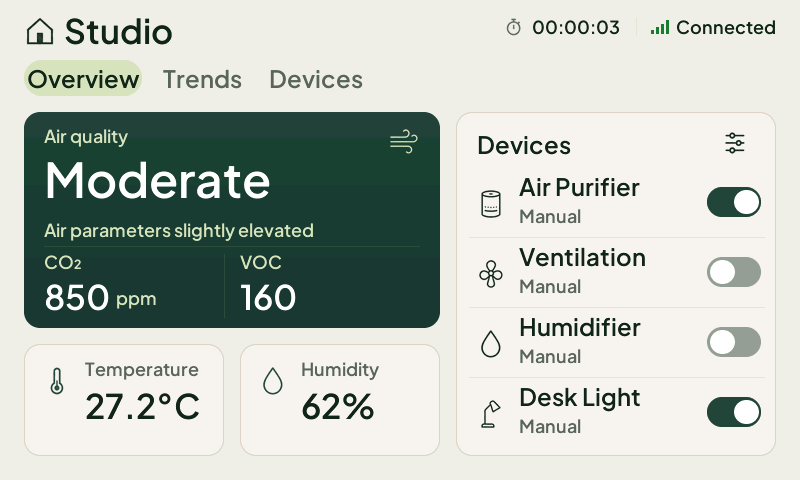 Studio
00:00:03
Connected
Overview Trends Devices
Air quality
Moderate
Air parameters slightly elevated
CO₂
850 ppm
VOC
160
Temperature
27.2°C
Humidity
62%
Devices
Air Purifier
Manual
Ventilation
Manual
Humidifier
Manual
Desk Light
Manual